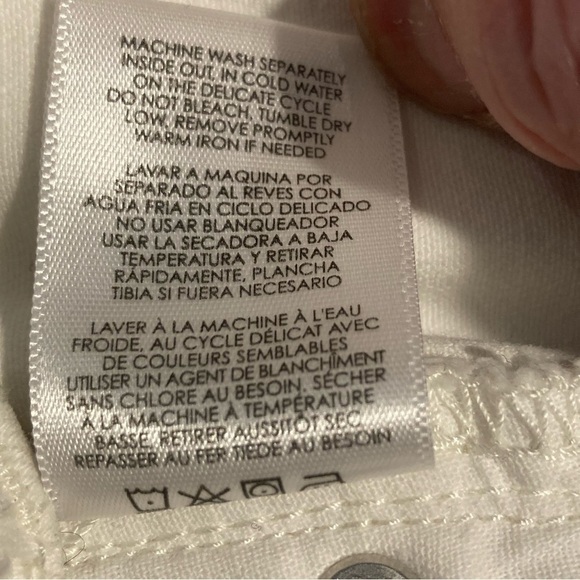 MACHINE WASH SEPARATELY
INSIDE OUT, IN COLD WATER
ON THE DELICATE CYCLE
DO NOT BLEACH, TUMBLE DRY
LOW, REMOVE PROMPTLY
WARM IRON IF NEEDED
LAVAR A MAQUINA POR
SEPARADO AL REVES CON
AGUA FRIA EN CICLO DELICADO
NO USAR BLANQUEADOR
USAR LA SECADORA A BAJA
TEMPERATURA Y RETIRAR
RÁPIDAMENTE, PLANCHA
TIBIA SI FUERA NECESARIO
LAVER À LA MACHINE À L'EAU
FROIDE, AU CYCLE DÉLICAT AVEC
DE COULEURS SEMBLABLES
UTILISER UN AGENT DE BLANCHÎMENT
SANS CHLORE AU BESOIN. SÉCHER
À LA MACHINE À TEMPÉRATURE
BASSE, RETIRER AUSSITÔT SEC
REPASSER AU FER TIÈDE AU BESOIN